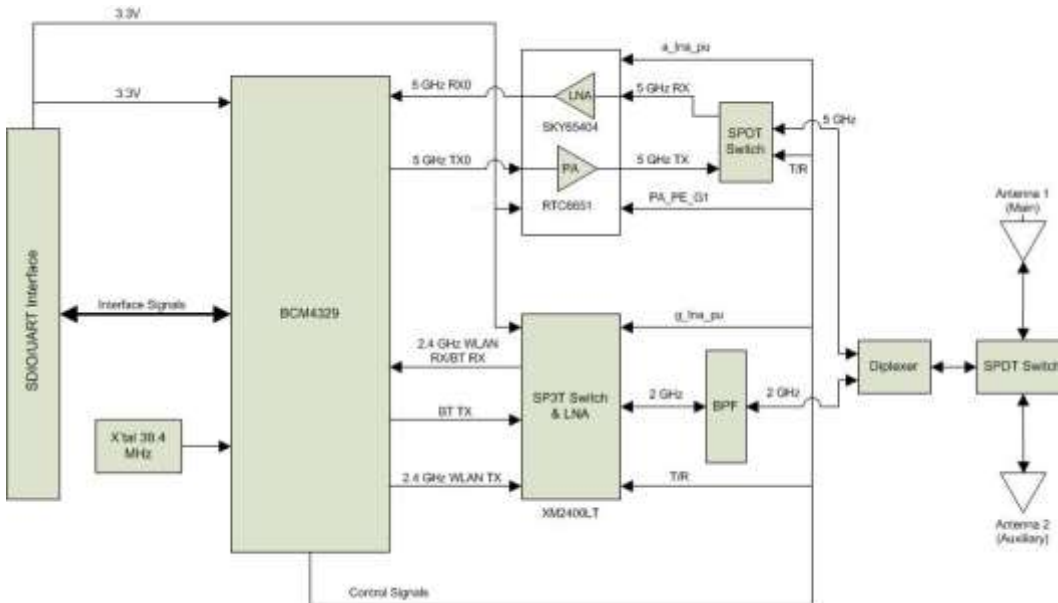 3.3V
a_lna_pu
3.3V
5 GHz RX0
LNA
5 GHz RX
SKY65404
SPDT
Switch
5 GHz
5 GHz TX0
PA
5 GHz TX
T/R
RTC6651
PA_PE_G1
Antenna 1
(Main)
SDIO/UART Interface
Interface Signals
BCM4329
g_lna_pu
2.4 GHz WLAN
RX/BT RX
SP3T Switch
& LNA
2 GHz
BPF
2 GHz
Diplexer
SPDT Switch
BT TX
X'tal 38.4
MHz
2.4 GHz WLAN TX
T/R
XM2400LT
Antenna 2
(Auxiliary)
Control Signals